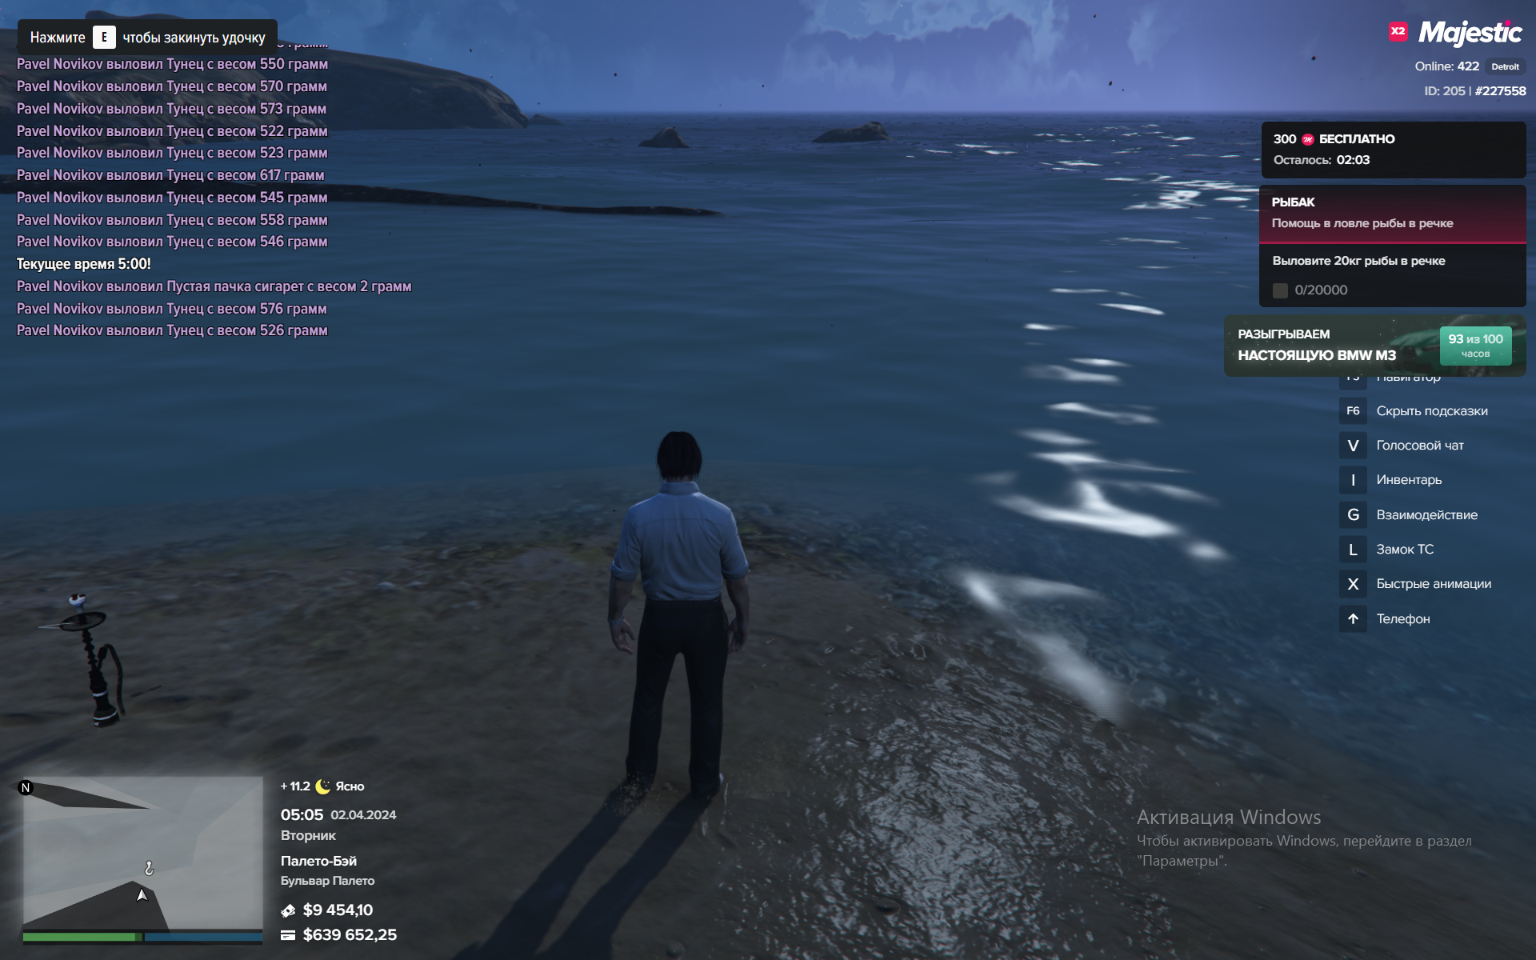 Нажмите E чтобы закинуть удочку
Pavel Novikov выловил Тунец с весом 550 грамм
Pavel Novikov выловил Тунец с весом 570 грамм
Pavel Novikov выловил Тунец с весом 573 грамм
Pavel Novikov выловил Тунец с весом 522 грамм
Pavel Novikov выловил Тунец с весом 523 грамм
Pavel Novikov выловил Тунец с весом 617 грамм
Pavel Novikov выловил Тунец с весом 545 грамм
Pavel Novikov выловил Тунец с весом 558 грамм
Pavel Novikov выловил Тунец с весом 546 грамм
Текущее время 5:00!
Pavel Novikov выловил Пустая пачка сигарет с весом 2 грамм
Pavel Novikov выловил Тунец с весом 576 грамм
Pavel Novikov выловил Тунец с весом 526 грамм
X2 Majestic
Online: 422 Detroit
ID: 205 | #227558
300 БЕСПЛАТНО
Осталось: 02:03
РЫБАК
Помощь в ловле рыбы в речке
Выловите 20кг рыбы в речке
0/20000
РАЗЫГРЫВАЕМ
НАСТОЯЩУЮ BMW M3
93 из 100
часов
Навигатор
F6 Скрыть подсказки
V Голосовой чат
I Инвентарь
G Взаимодействие
L Замок ТС
X Быстрые анимации
Телефон
N
+11.2 Ясно
05:05 02.04.2024
Вторник
Палето-Бэй
Бульвар Палето
$9 454,10
$639 652,25
Активация Windows
Чтобы активировать Windows, перейдите в раздел
"Параметры".